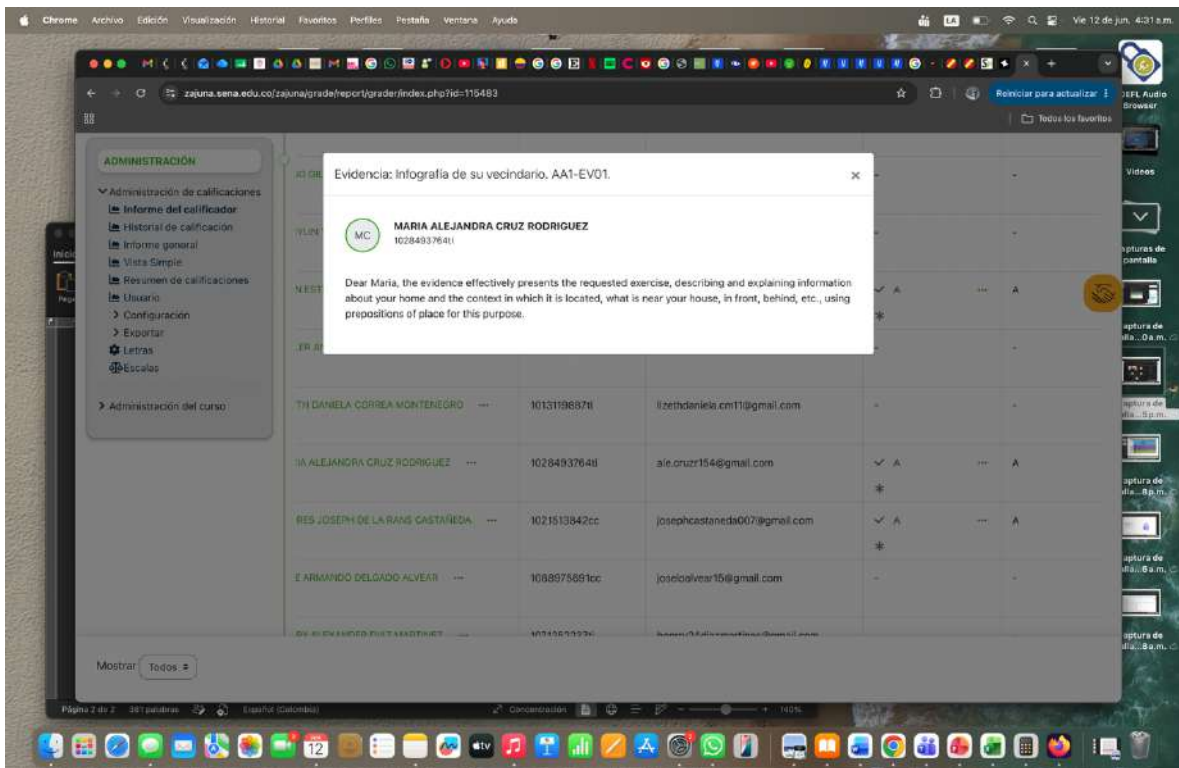 Chrome Archivo Edición Visualización Historial Favoritos Perfiles Pestaña Ventana Ayuda
Vie 12 de jun. 4:31 a.m.
zajuna.sena.edu.co/zajuna/grade/report/grader/index.php?id=115483
Reiniciar para actualizar
Todos los favoritos
Browser
Videos
ADMINISTRACIÓN
Administración de calificaciones
Informe del calificador
Historial de calificación
Informe general
Vista Simple
Resumen de calificaciones
Usuario
Configuración
Exportar
Letras
Escalas
Administración del curso
Evidencia: Infografía de su vecindario. AA1-EV01. ×
MC
MARIA ALEJANDRA CRUZ RODRIGUEZ
1028493764ti
Dear Maria, the evidence effectively presents the requested exercise, describing and explaining information
about your home and the context in which it is located, what is near your house, in front, behind, etc., using
prepositions of place for this purpose.
A ... A
TH DANIELA CORREA MONTENEGRO ... 1013119887ti lizethdaniela.cm11@gmail.com - -
IA ALEJANDRA CRUZ RODRIGUEZ ... 1028493764ti ale.cruzr154@gmail.com A ... A
RES JOSEPH DE LA RANS CASTAÑEDA ... 1021513842cc josephcastaneda007@gmail.com A ... A
E ARMANDO DELGADO ALVEAR ... 1088975691cc joseloalvear15@gmail.com - -
Mostrar Todos
Página 2 de 2 381 palabras Español (Colombia) Concentración 140%
12